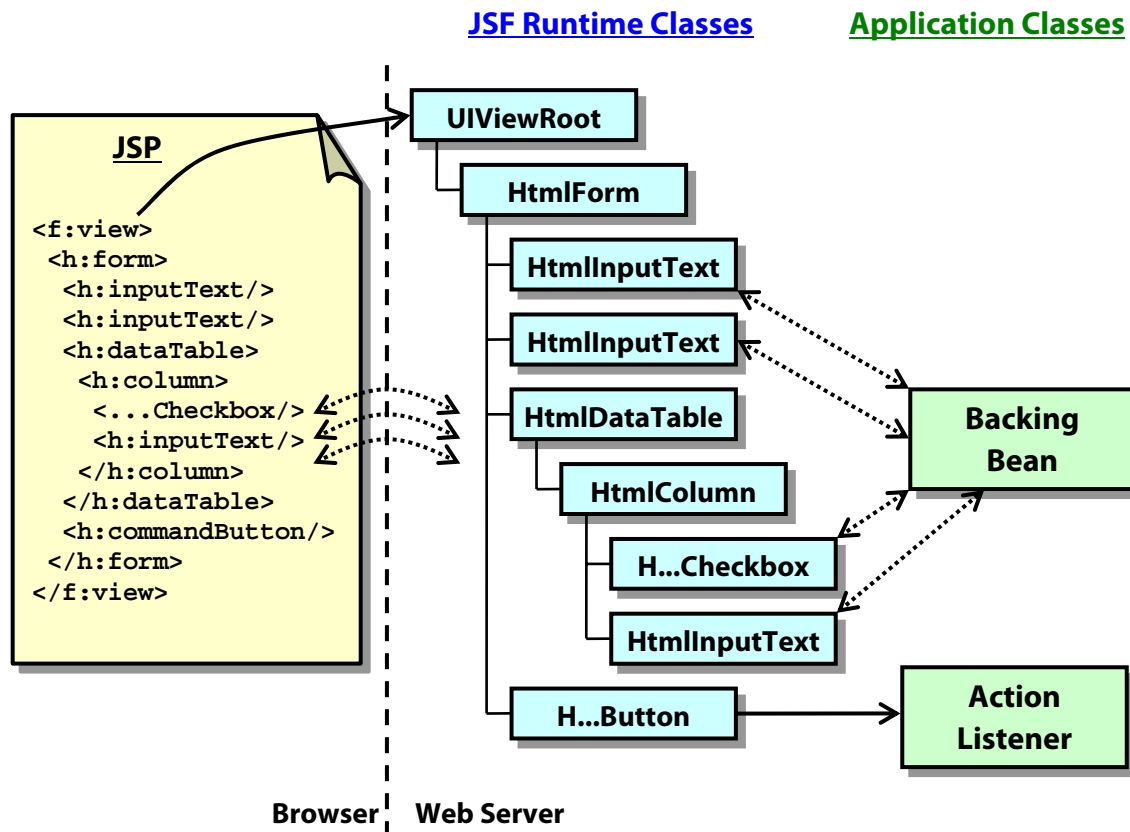 JSF Runtime Classes
Application Classes
JSP
<f:view>
<h:form>
<h:inputText/>
<h:inputText/>
<h:dataTable>
<h:column>
<...Checkbox/>
<h:inputText/>
</h:column>
</h:dataTable>
<h:commandButton/>
</h:form>
</f:view>
UIViewRoot
HtmlForm
HtmlInputText
HtmlInputText
HtmlDataTable
HtmlColumn
H...Checkbox
HtmlInputText
H...Button
Backing
Bean
Action
Listener
Browser
Web Server